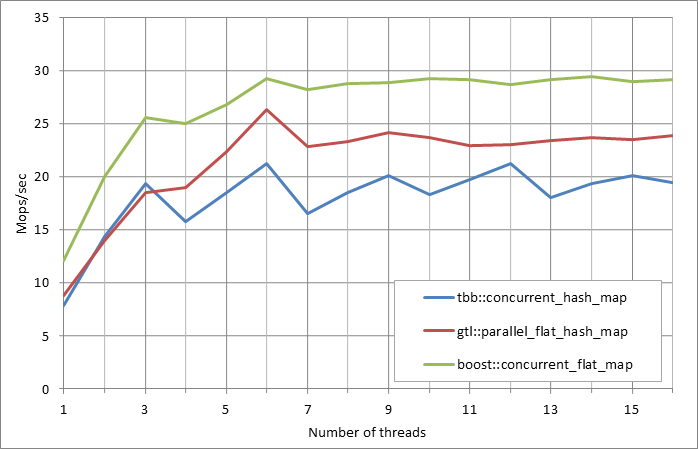 35
30
25
20
15
10
5
0
Mops/sec
tbb::concurrent_hash_map
gtl::parallel_flat_hash_map
boost::concurrent_flat_map
1 3 5 7 9 11 13 15
Number of threads